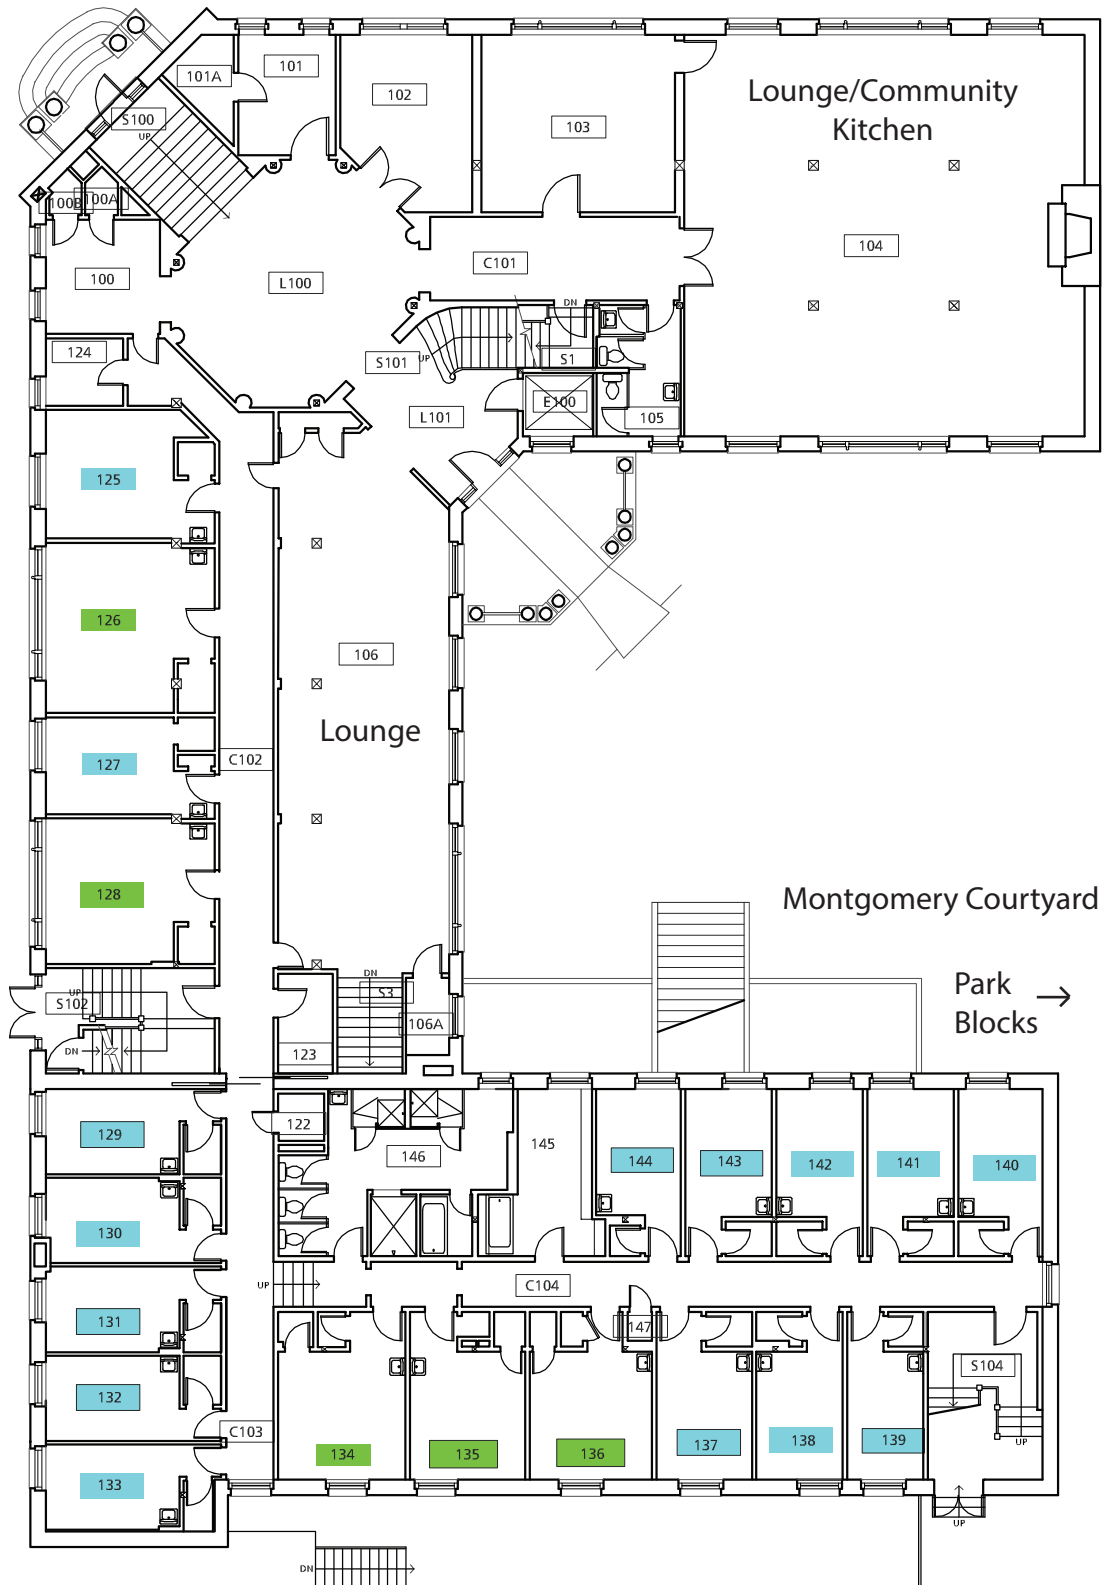 101A
101
102
S100
UP
103
Lounge/Community
Kitchen
100B
100A
104
C101
100
L100
DN
124
S101
UP
S1
E100
105
L101
125
126
106
Lounge
C102
127
128
Montgomery Courtyard
Park
Blocks
UP
S102
DN
DN
S3
106A
123
129
122
146
145
144
143
142
141
140
130
UP
C104
131
147
132
S104
C103
UP
134
135
136
137
138
139
133
UP
DN